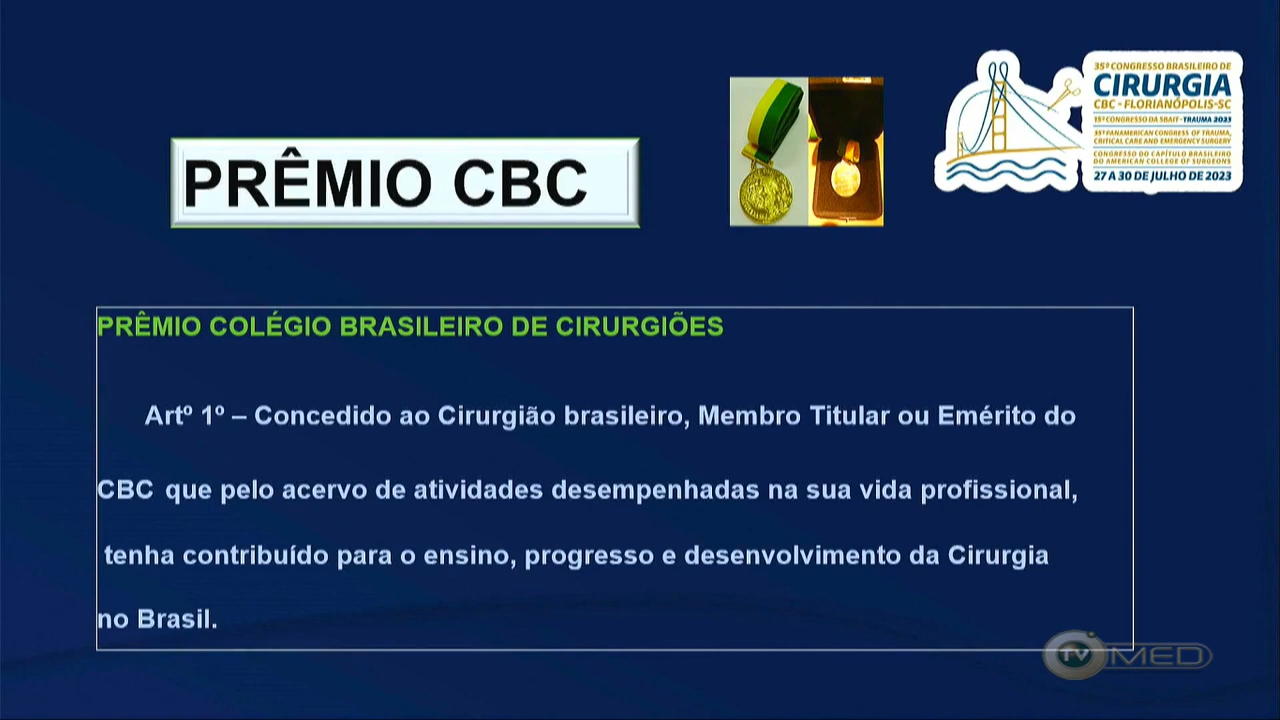 35º CONGRESSO BRASILEIRO DE
CIRURGIA
CBC - FLORIANÓPOLIS-SC
15º CONGRESSO DA SBAIT - TRAUMA 2023
35º PANAMERICAN CONGRESS OF TRAUMA,
CRITICAL CARE AND EMERGENCY SURGERY
CONGRESSO DO CAPÍTULO BRASILEIRO
DO AMERICAN COLLEGE OF SURGEONS
27 A 30 DE JULHO DE 2023
PRÊMIO CBC
PRÊMIO COLÉGIO BRASILEIRO DE CIRURGIÕES
Artº 1º – Concedido ao Cirurgião brasileiro, Membro Titular ou Emérito do
CBC que pelo acervo de atividades desempenhadas na sua vida profissional,
tenha contribuído para o ensino, progresso e desenvolvimento da Cirurgia
no Brasil.
TV MED